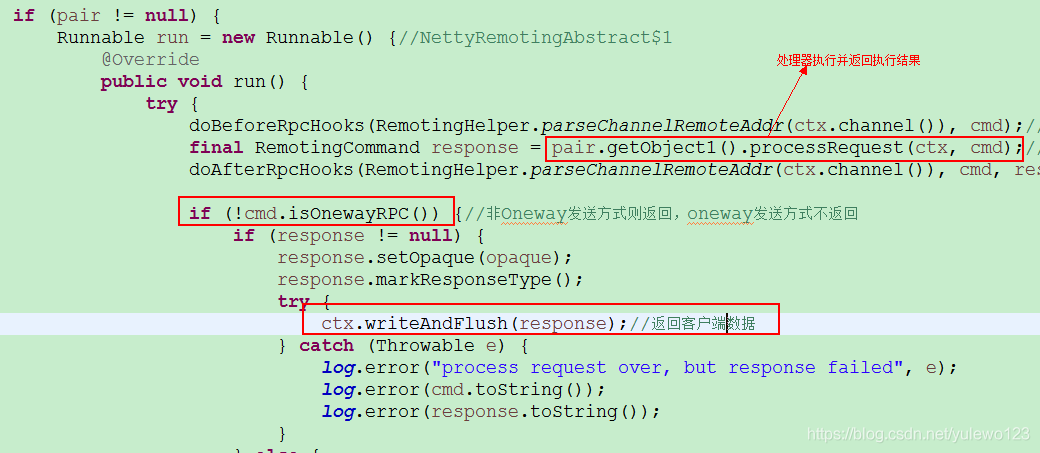 if (pair != null) {
Runnable run = new Runnable() {//NettyRemotingAbstract$1
@Override
处理器执行并返回执行结果
public void run() {
try {
doBeforeRpcHooks(RemotingHelper.parseChannelRemoteAddr(ctx.channel()), cmd);//
final RemotingCommand response = pair.getObject1().processRequest(ctx, cmd);//
doAfterRpcHooks(RemotingHelper.parseChannelRemoteAddr(ctx.channel()), cmd, res
if (!cmd.isOnewayRPC()) {//非Oneway发送方式则返回，oneway发送方式不返回
if (response != null) {
response.setOpaque(opaque);
response.markResponseType();
try {
ctx.writeAndFlush(response);//返回客户端数据
} catch (Throwable e) {
log.error("process request over, but response failed", e);
log.error(cmd.toString());
log.error(response.toString());
}
} else {
https://blog.csdn.net/yulewo123